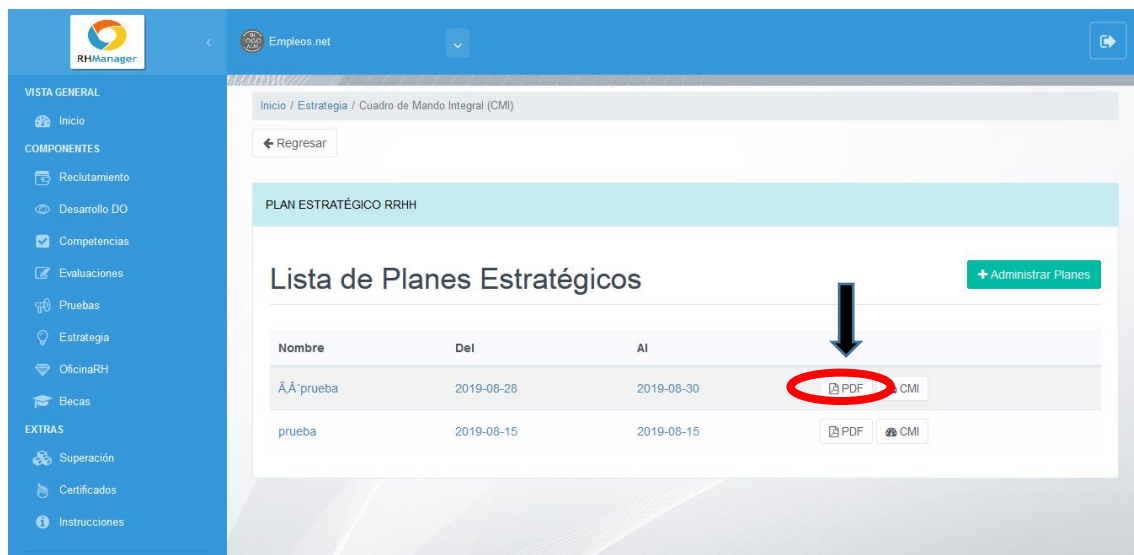 RHManager
Empleos.net
VISTA GENERAL
Inicio
COMPONENTES
Reclutamiento
Desarrollo DO
Competencias
Evaluaciones
Pruebas
Estrategia
OficinaRH
Becas
EXTRAS
Superación
Certificados
Instrucciones
Inicio / Estrategia / Cuadro de Mando Integral (CMI)
Regresar
PLAN ESTRATÉGICO RRHH
Lista de Planes Estratégicos
+ Administrar Planes
Nombre Del Al
Ã‚Â´prueba 2019-08-28 2019-08-30 PDF CMI
prueba 2019-08-15 2019-08-15 PDF CMI